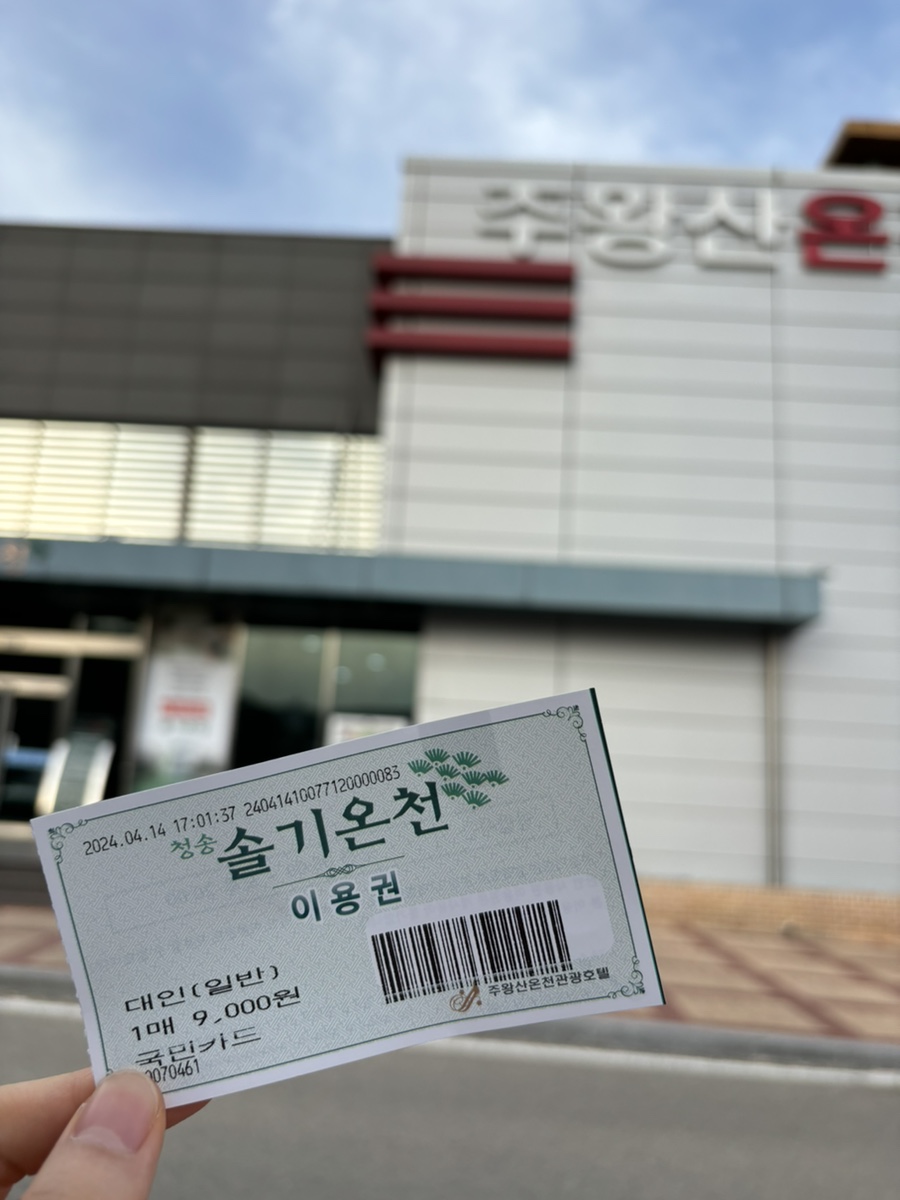 주왕산온
2024.04.14 17:01:37 24041410077120000083
청송 솔기온천
이용권
대인(일반)
1매 9,000원
국민카드
0070461
주왕산온천관광호텔